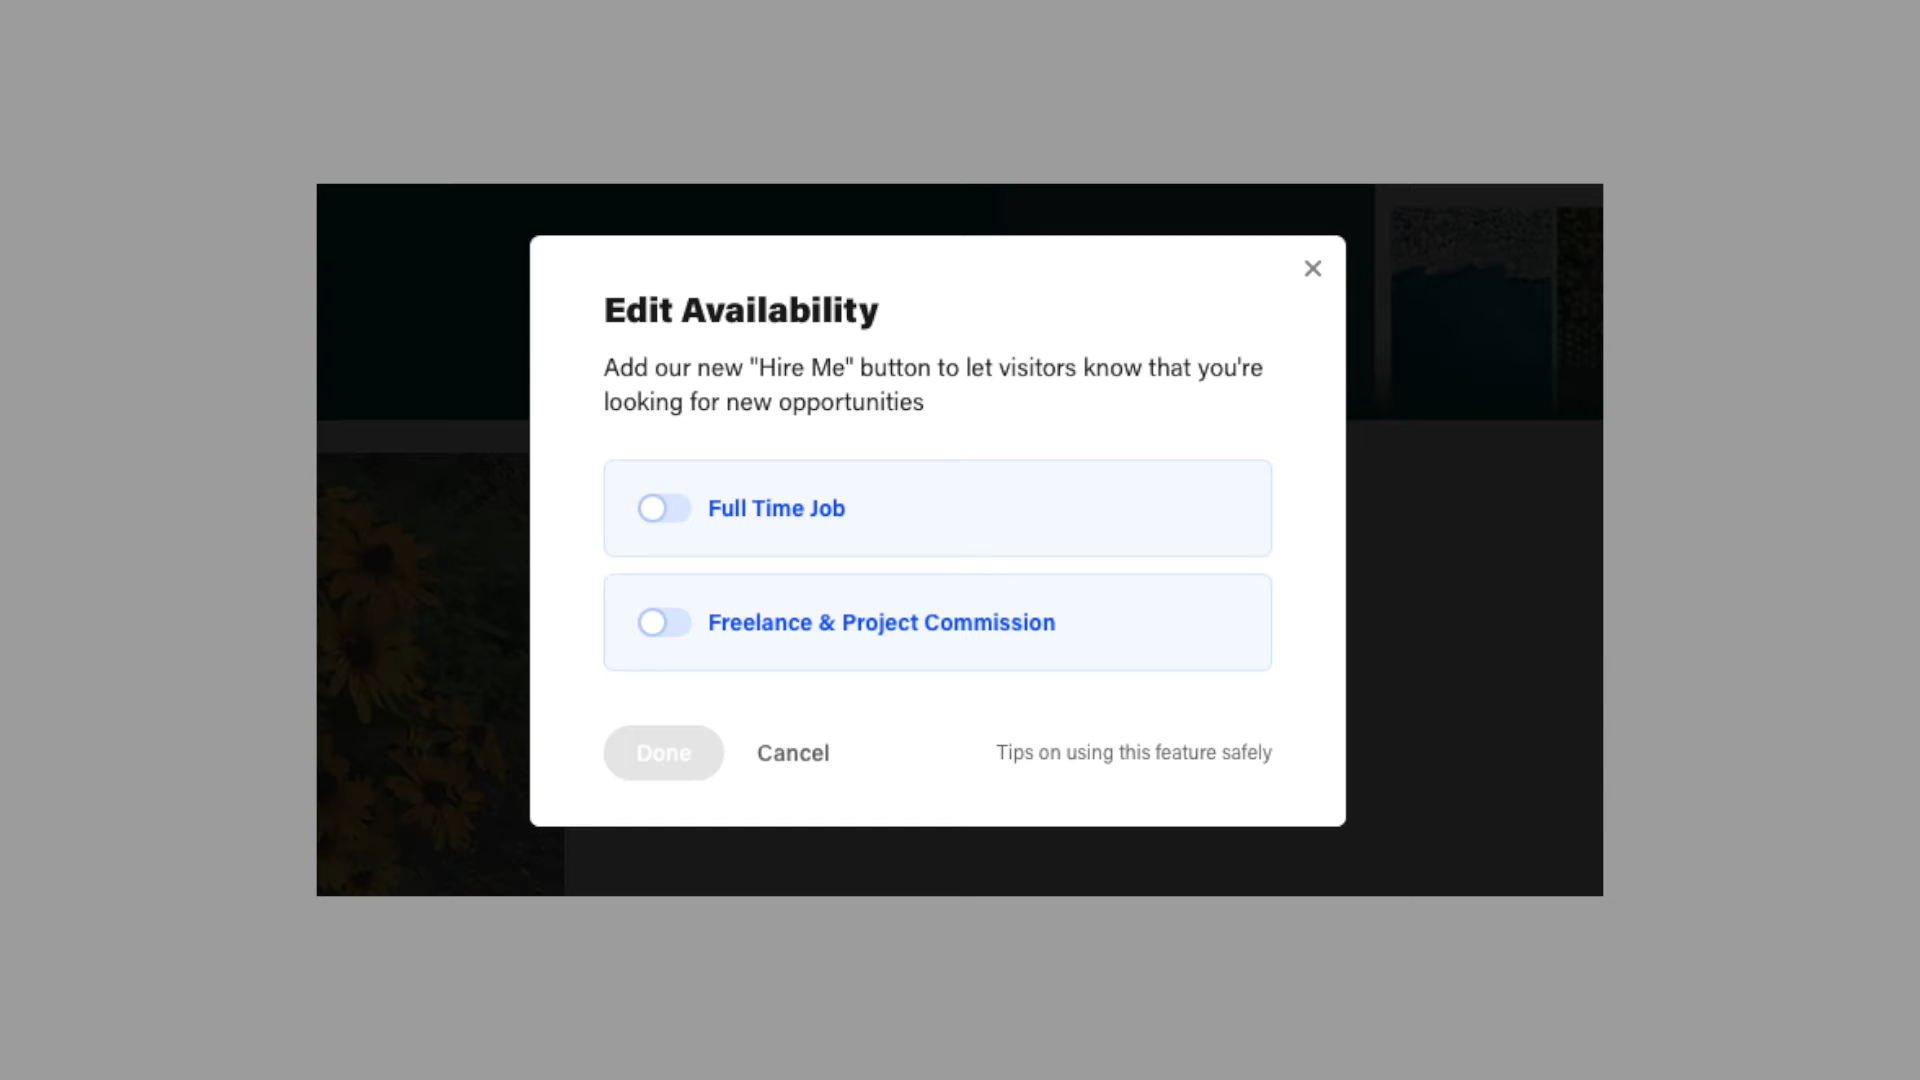 Edit Availability
Add our new "Hire Me" button to let visitors know that you're
looking for new opportunities
Full Time Job
Freelance & Project Commission
Done
Cancel
Tips on using this feature safely